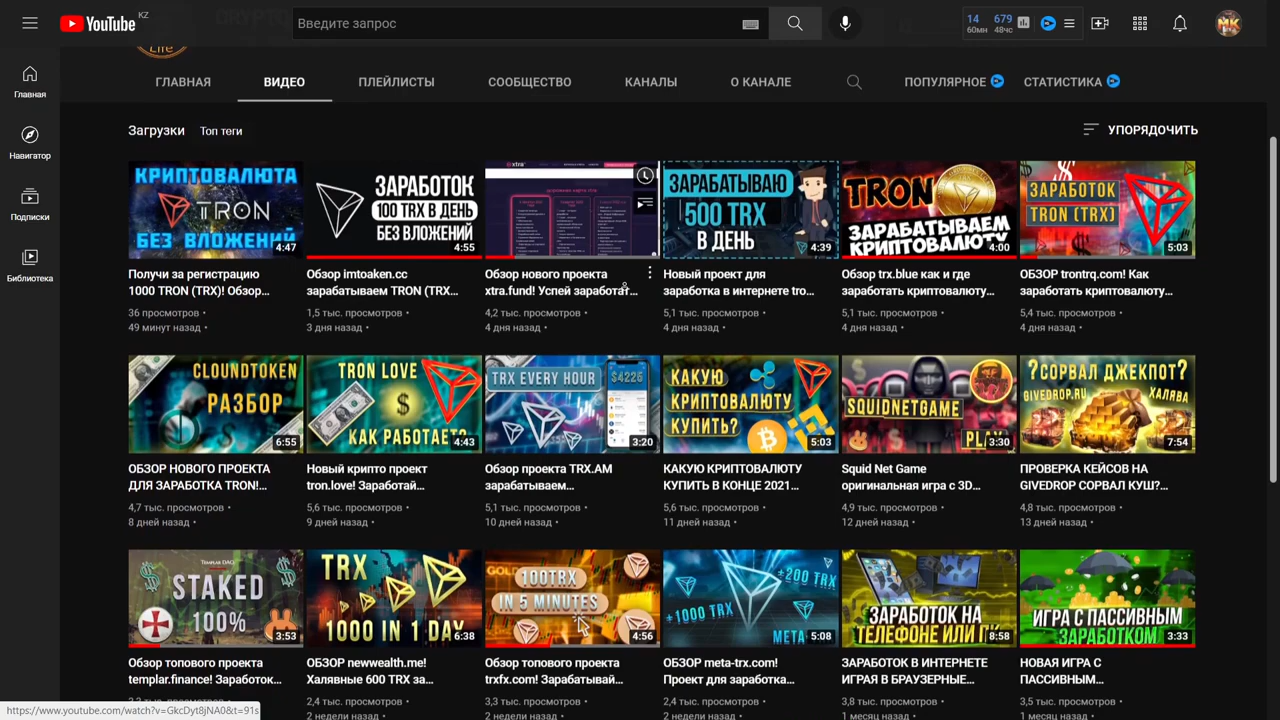 YouTube KZ
Введите запрос
14 60мн 679 48чс
Life
ГЛАВНАЯ ВИДЕО ПЛЕЙЛИСТЫ СООБЩЕСТВО КАНАЛЫ О КАНАЛЕ ПОПУЛЯРНОЕ СТАТИСТИКА
Главная
Навигатор
Подписки
Библиотека
Загрузки Топ теги УПОРЯДОЧИТЬ
КРИПТОВАЛЮТА
TRON
БЕЗ ВЛОЖЕНИЙ
4:47
ЗАРАБОТОК
100 TRX В ДЕНЬ
БЕЗ ВЛОЖЕНИЙ
4:55
xtra
ЗАРАБАТЫВАЮ
500 TRX
В ДЕНЬ
4:39
TRON
ЗАРАБАТЫВАЕМ
КРИПТОВАЛЮТУ
4:00
ЗАРАБОТОК
TRON (TRX)
5:03
Получи за регистрацию
1000 TRON (TRX)! Обзор...
36 просмотров •
49 минут назад •
Обзор imtoaken.cc
зарабатываем TRON (TRX...
1,5 тыс. просмотров •
3 дня назад •
Обзор нового проекта
xtra.fund! Успей заработат...
4,2 тыс. просмотров •
4 дня назад •
Новый проект для
заработка в интернете tro...
5,1 тыс. просмотров •
4 дня назад •
Обзор trx.blue как и где
заработать криптовалюту...
5,1 тыс. просмотров •
4 дня назад •
ОБЗОР trontrq.com! Как
заработать криптовалюту...
5,4 тыс. просмотров •
4 дня назад •
CLOUNDTOKEN
РАЗБОР
6:55
TRON LOVE
КАК РАБОТАЕТ?
4:43
TRX EVERY HOUR
$4226
3:20
КАКУЮ
КРИПТОВАЛЮТУ
КУПИТЬ?
5:03
SQUIDNETGAME
PLAY
3:30
?СОРВАЛ ДЖЕКПОТ?
GIVEDROP.RU ХАЛЯВА
7:54
ОБЗОР НОВОГО ПРОЕКТА
ДЛЯ ЗАРАБОТКА TRON!...
4,7 тыс. просмотров •
8 дней назад •
Новый крипто проект
tron.love! Заработай...
5,6 тыс. просмотров •
9 дней назад •
Обзор проекта TRX.AM
зарабатываем...
5,1 тыс. просмотров •
10 дней назад •
КАКУЮ КРИПТОВАЛЮТУ
КУПИТЬ В КОНЦЕ 2021...
5,6 тыс. просмотров •
11 дней назад •
Squid Net Game
оригинальная игра с 3D...
4,9 тыс. просмотров •
12 дней назад •
ПРОВЕРКА КЕЙСОВ НА
GIVEDROP СОРВАЛ КУШ?...
4,8 тыс. просмотров •
13 дней назад •
TEMPLAR DAO
STAKED
100%
3:53
TRX
1000 IN 1 DAY
6:38
GOLD
100TRX
IN 5 MINUTES
4:56
+200 TRX
+1000 TRX
META
5:08
ЗАРАБОТОК НА
ТЕЛЕФОНЕ ИЛИ ПК
8:58
ИГРА С ПАССИВНЫМ
ЗАРАБОТКОМ
3:33
Обзор топового проекта
templar.finance! Заработок...
Обзор newwealth.me!
Халявные 600 TRX за...
2,4 тыс. просмотров •
2 недели назад •
Обзор топового проекта
trxfx.com! Зарабатывай...
2,4 тыс. просмотров •
2 недели назад •
ОБЗОР meta-trx.com!
Проект для заработка...
2,4 тыс. просмотров •
2 недели назад •
ЗАРАБОТОК В ИНТЕРНЕТЕ
ИГРАЯ В БРАУЗЕРНЫЕ...
3,8 тыс. просмотров •
1 месяц назад •
НОВАЯ ИГРА С
ПАССИВНЫМ...
3,5 тыс. просмотров •
1 месяц назад •
https://www.youtube.com/watch?v=GkcDyt8jNA0&t=91s